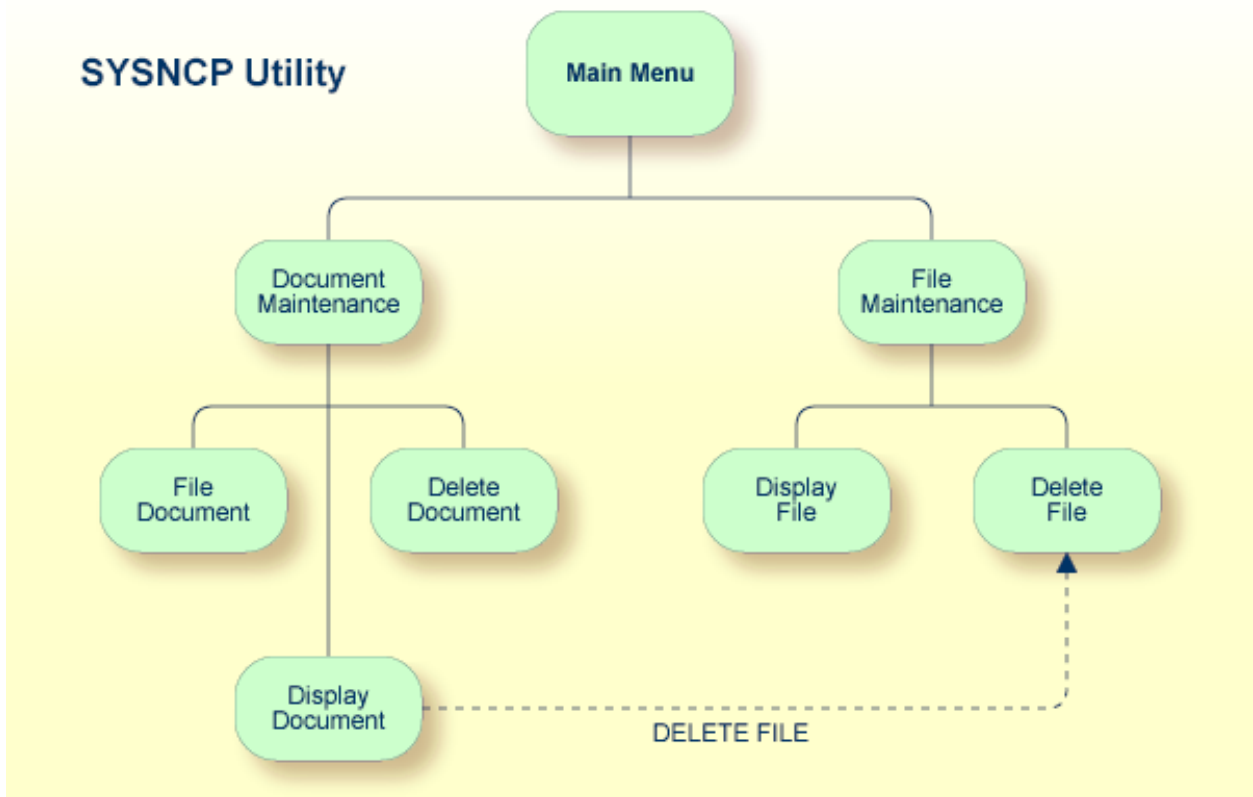 SYSNCP Utility
Main Menu
Document
Maintenance
File
Maintenance
File
Document
Delete
Document
Display
File
Delete
File
Display
Document
DELETE FILE